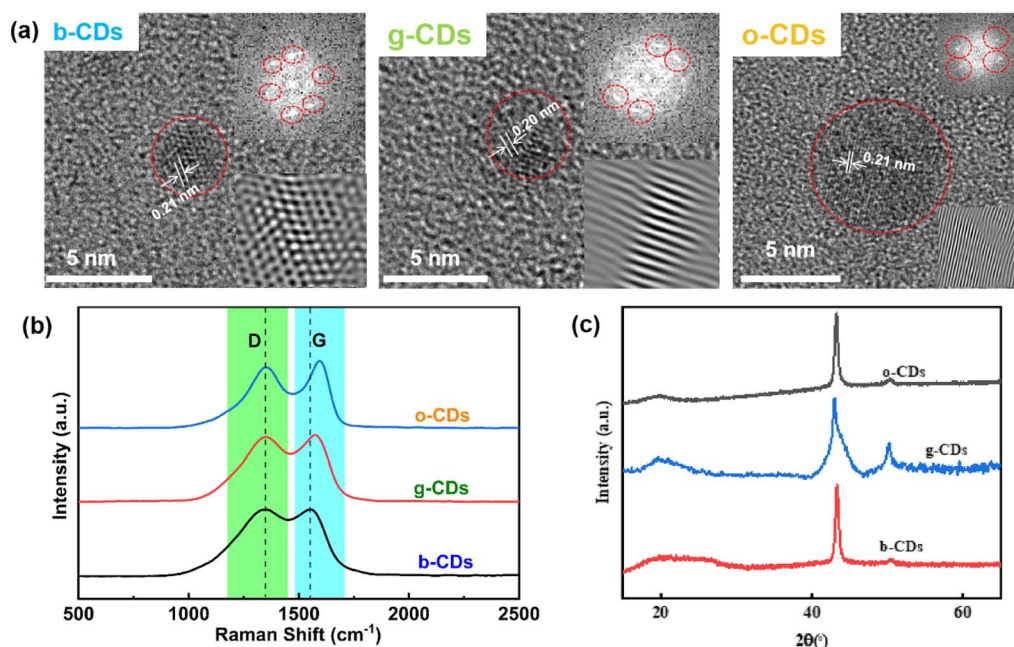 (a)
b-CDs
0.21 nm
5 nm
g-CDs
0.20 nm
5 nm
o-CDs
0.21 nm
5 nm
(b)
D
G
o-CDs
g-CDs
b-CDs
Intensity (a.u.)
500
1000
1500
2000
2500
Raman Shift (cm⁻¹)
(c)
o-CDs
g-CDs
b-CDs
Intensity (a.u.)
20
40
60
2θ(°)